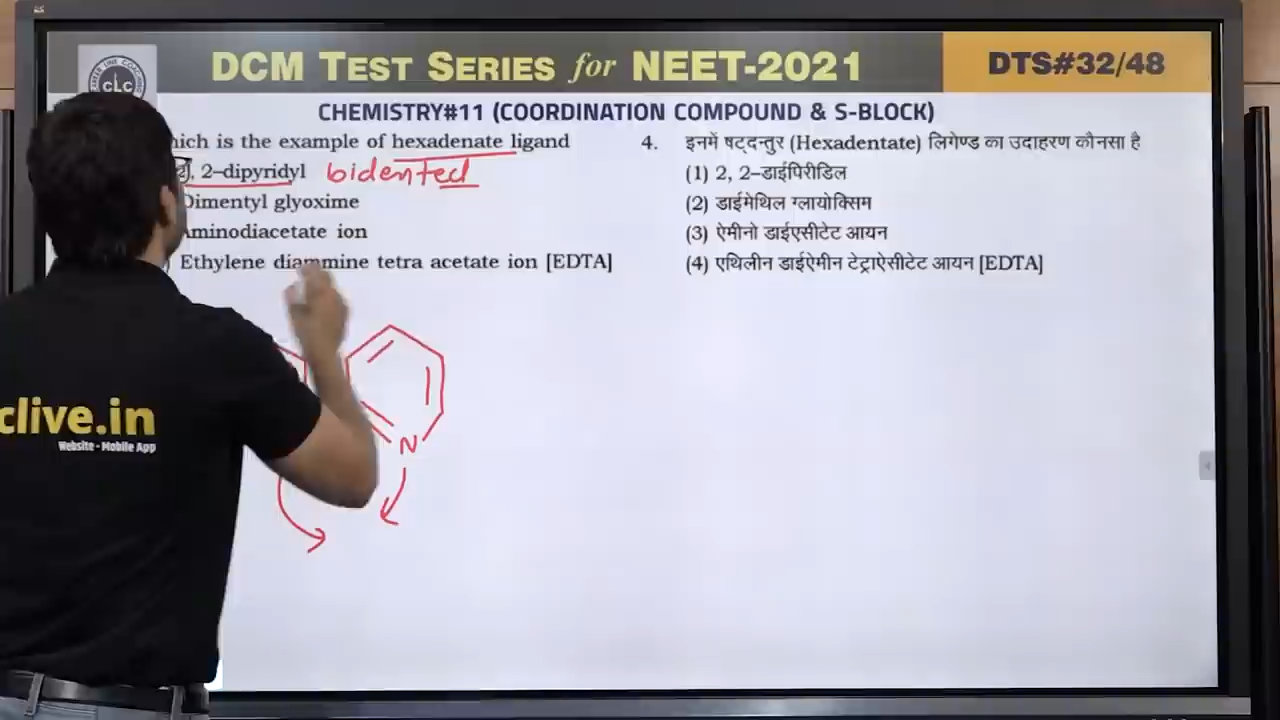 DCM TEST SERIES for NEET-2021
DTS#32/48
CLC
CHEMISTRY#11 (COORDINATION COMPOUND & S-BLOCK)
is the example of hexadenate ligand
2, 2–dipyridyl bidented
Dimentyl glyoxime
Aminodiacetate ion
Ethylene diammine tetra acetate ion [EDTA]
4. इनमें षट्दन्तुर (Hexadentate) लिगेण्ड का उदाहरण कौनसा है
(1) 2, 2–डाईपिरीडिल
(2) डाईमेथिल ग्लायोक्सिम
(3) ऐमीनो डाईएसीटेट आयन
(4) एथिलीन डाईऐमीन टेट्राऐसीटेट आयन [EDTA]
N
clive.in
Website - Mobile App